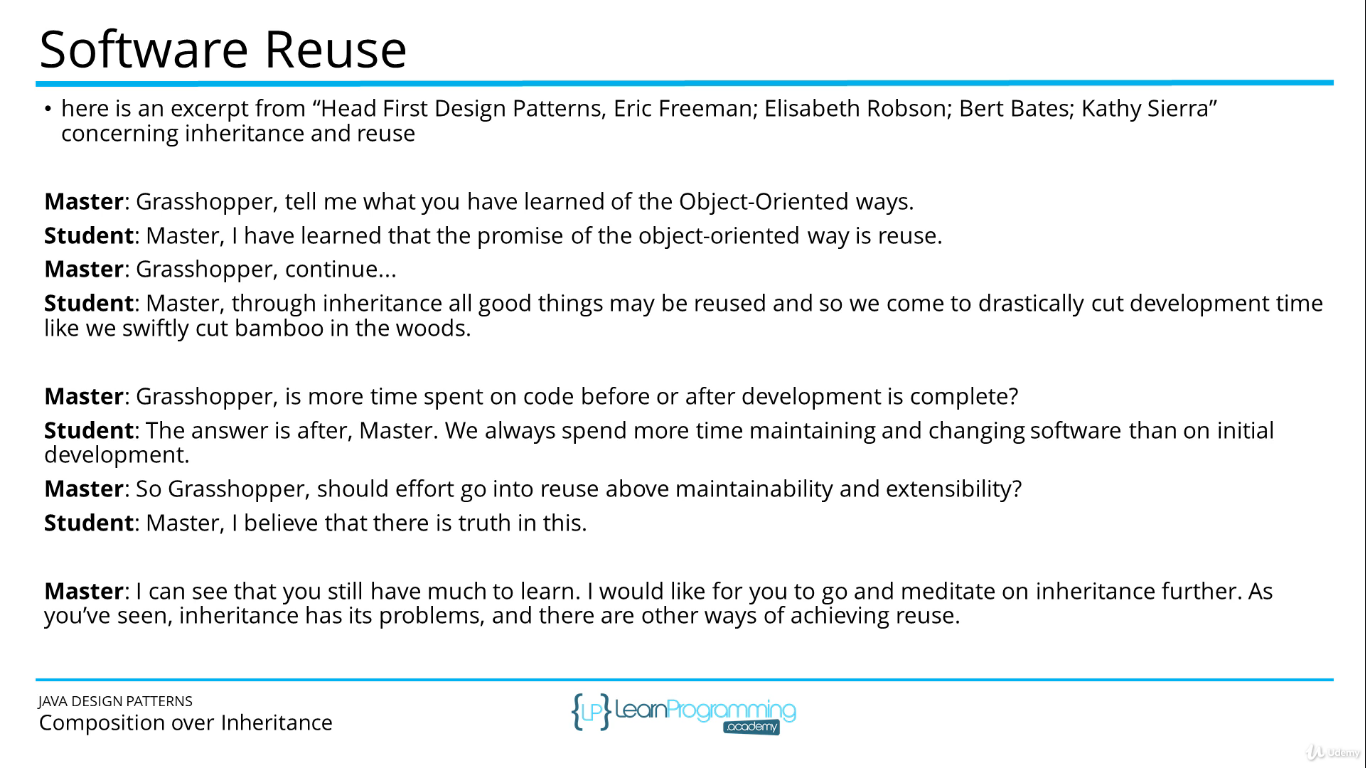 Software Reuse
• here is an excerpt from “Head First Design Patterns, Eric Freeman; Elisabeth Robson; Bert Bates; Kathy Sierra”
concerning inheritance and reuse
Master: Grasshopper, tell me what you have learned of the Object-Oriented ways.
Student: Master, I have learned that the promise of the object-oriented way is reuse.
Master: Grasshopper, continue...
Student: Master, through inheritance all good things may be reused and so we come to drastically cut development time
like we swiftly cut bamboo in the woods.
Master: Grasshopper, is more time spent on code before or after development is complete?
Student: The answer is after, Master. We always spend more time maintaining and changing software than on initial
development.
Master: So Grasshopper, should effort go into reuse above maintainability and extensibility?
Student: Master, I believe that there is truth in this.
Master: I can see that you still have much to learn. I would like for you to go and meditate on inheritance further. As
you’ve seen, inheritance has its problems, and there are other ways of achieving reuse.
JAVA DESIGN PATTERNS
Composition over Inheritance
{LP} LearnProgramming
.academy
Udemy